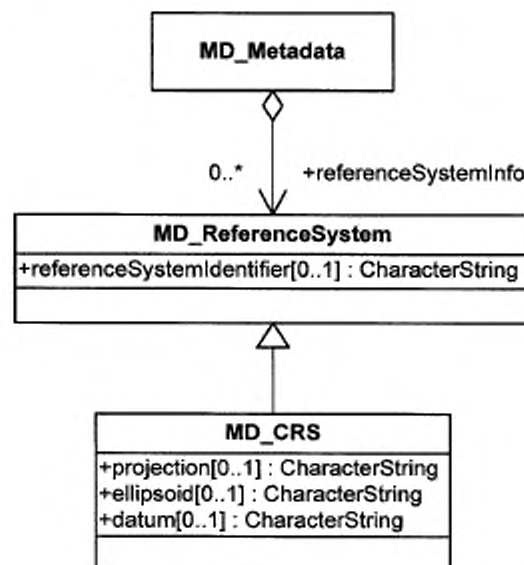 MD_Metadata
0..* +referenceSystemInfo
MD_ReferenceSystem
+referenceSystemIdentifier[0..1] : CharacterString
MD_CRS
+projection[0..1] : CharacterString
+ellipsoid[0..1] : CharacterString
+datum[0..1] : CharacterString